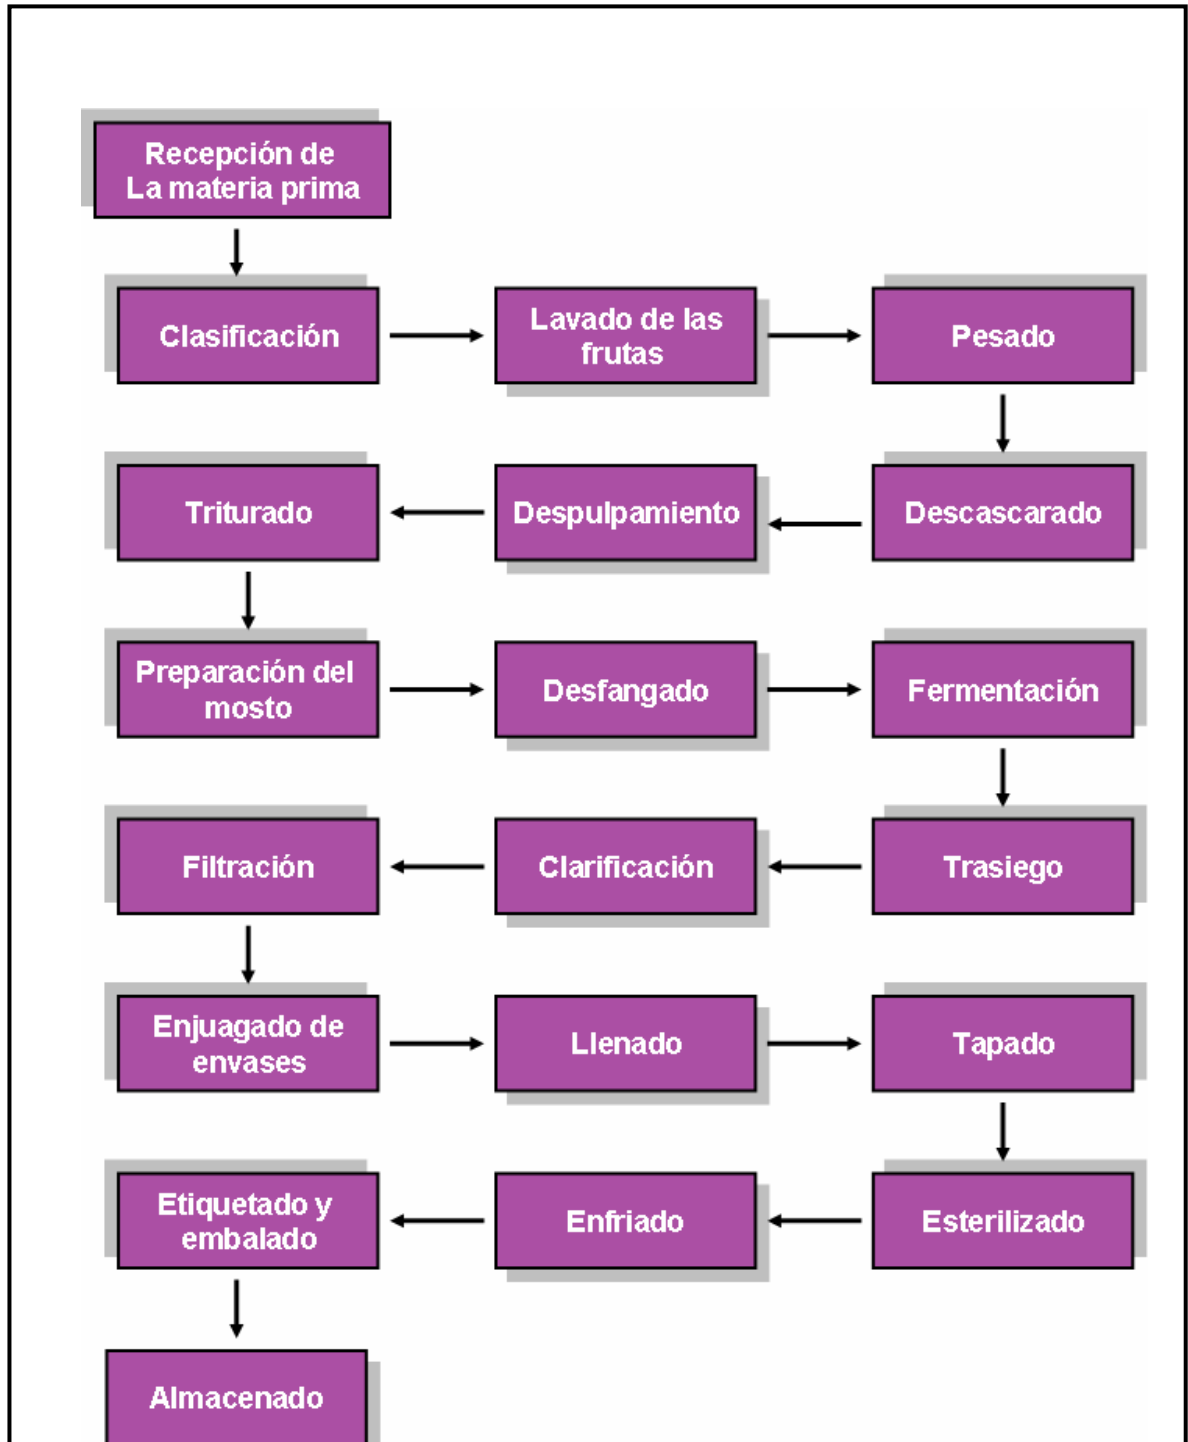 Recepción de
La materia prima
Clasificación
Lavado de las
frutas
Pesado
Descascarado
Despulpamiento
Triturado
Preparación del
mosto
Desfangado
Fermentación
Trasiego
Clarificación
Filtración
Enjuagado de
envases
Llenado
Tapado
Esterilizado
Enfriado
Etiquetado y
embalado
Almacenado